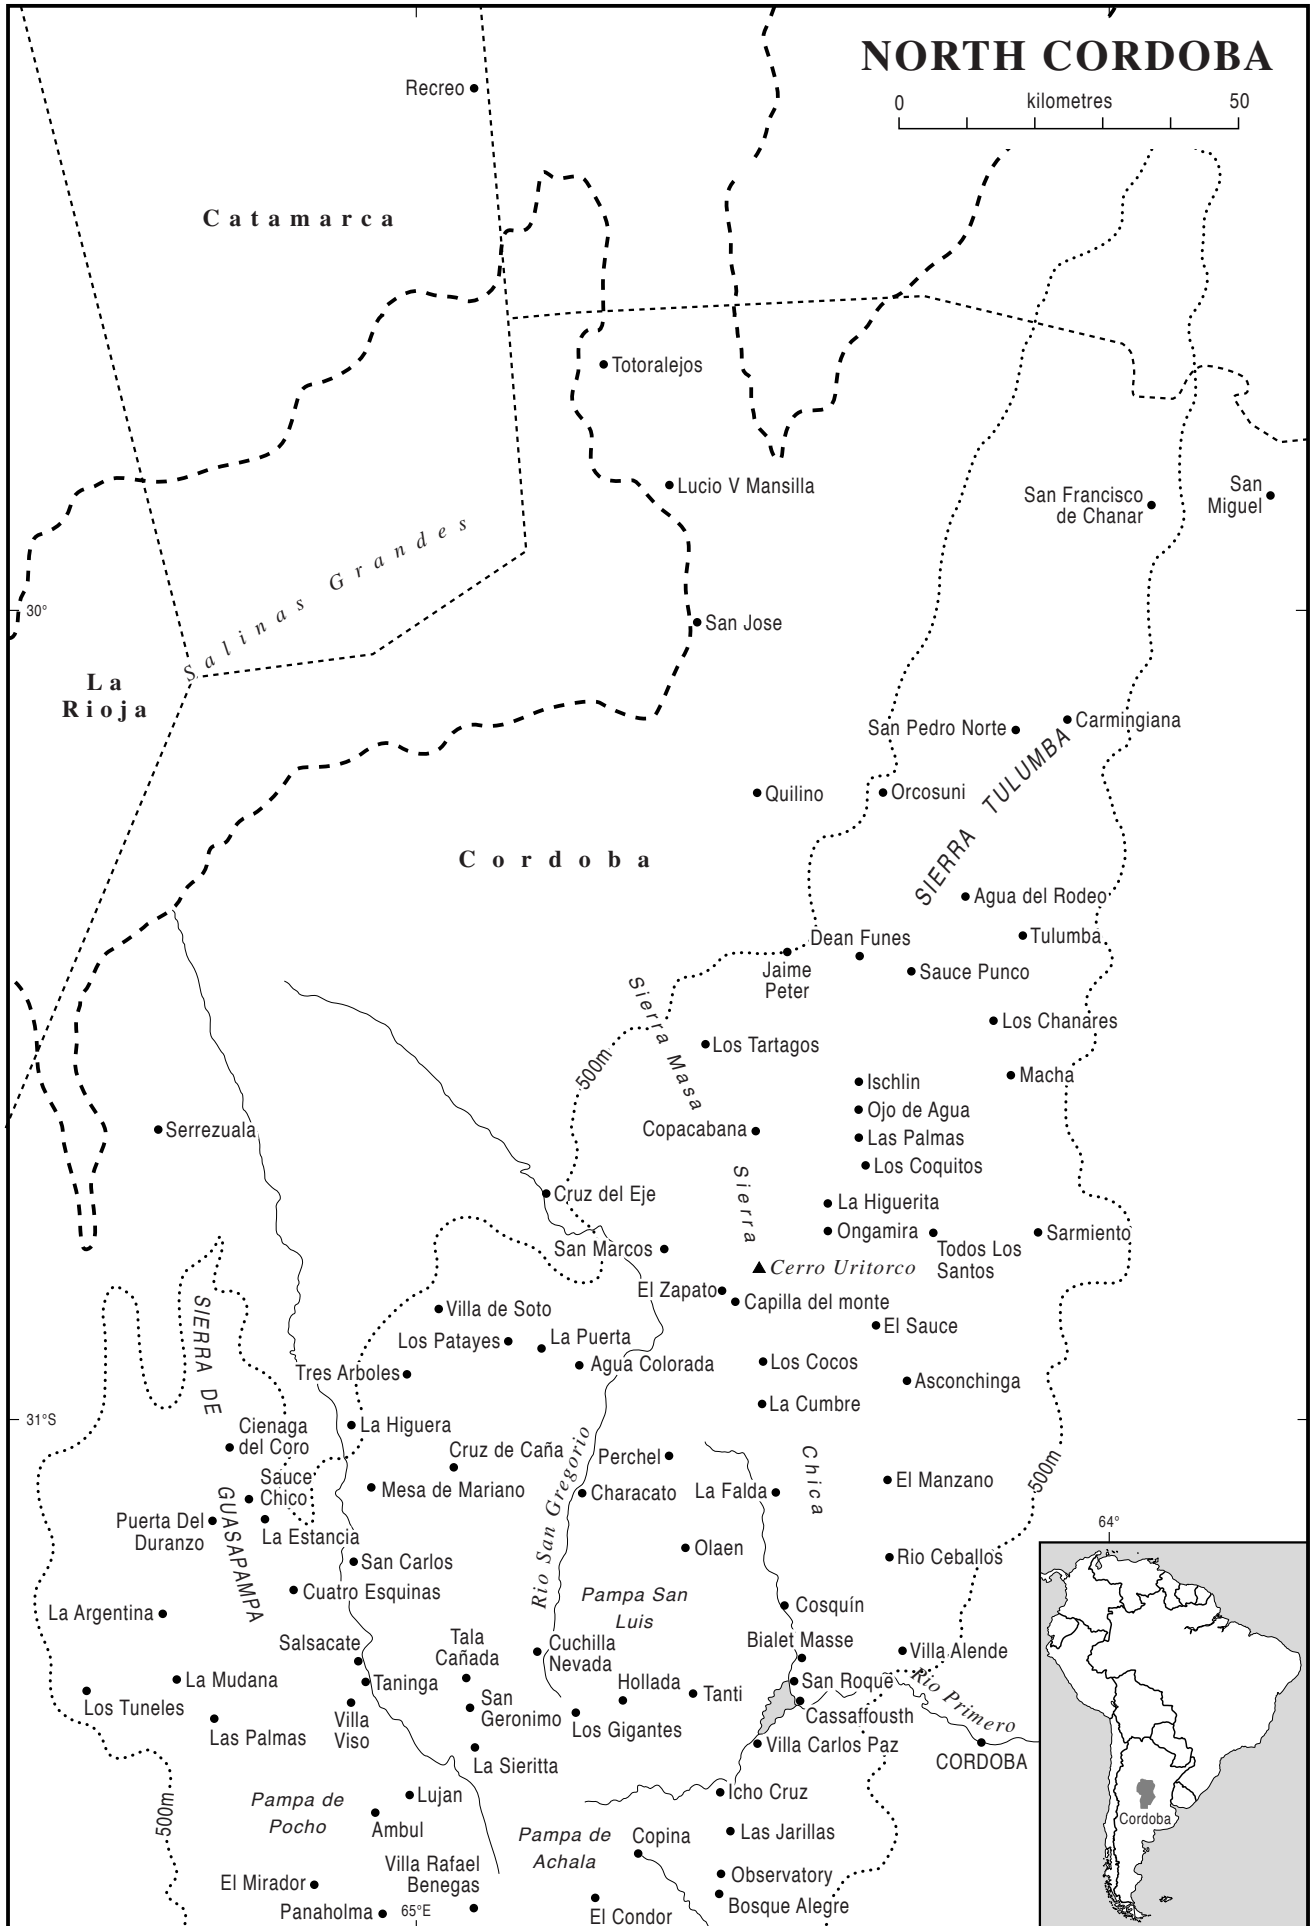 NORTH CORDOBA
0 kilometres 50
Recreo
Catamarca
Totoralejos
Lucio V Mansilla
San Francisco
de Chanar
San
Miguel
Salinas Grandes
30°
San Jose
La
Rioja
San Pedro Norte
Carmingiana
SIERRA TULUMBA
Quilino
Orcosuni
Cordoba
Agua del Rodeo
Tulumba
Dean Funes
Jaime
Peter
Sauce Punco
Sierra Masa
Los Chanares
Los Tartagos
500m
Ischlin
Macha
Ojo de Agua
Serrezuala
Copacabana
Las Palmas
Los Coquitos
Sierra
Cruz del Eje
La Higuerita
Ongamira
Todos Los
Santos
Sarmiento
San Marcos
Cerro Uritorco
El Zapato
Capilla del monte
SIERRA DE
Villa de Soto
El Sauce
Los Patayes
La Puerta
Agua Colorada
Los Cocos
Tres Arboles
Asconchinga
La Cumbre
31°S
La Higuera
Cienaga
del Coro
Cruz de Caña
Rio San Gregorio
Perchel
Chica
500m
Sauce
Chico
Mesa de Mariano
Characato
La Falda
El Manzano
GUASAPAMPA
Puerta Del
Duranzo
La Estancia
64°
San Carlos
Olaen
Rio Ceballos
Cuatro Esquinas
Pampa San
Luis
La Argentina
Cosquín
Salsacate
Tala
Cañada
Cuchilla
Nevada
Bialet Masse
Villa Alende
La Mudana
Taninga
Hollada
Tanti
San Roque
Rio Primero
Los Tuneles
Villa
Viso
San
Geronimo
Los Gigantes
Cassaffousth
Las Palmas
Villa Carlos Paz
CORDOBA
La Sieritta
Lujan
Icho Cruz
500m
Pampa de
Pocho
Ambul
Cordoba
Pampa de
Achala
Copina
Las Jarillas
Villa Rafael
Benegas
El Mirador
Observatory
Bosque Alegre
Panaholma
65°E
El Condor